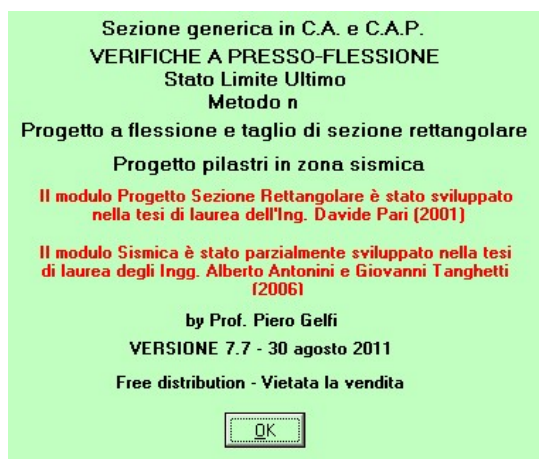 Sezione generica in C.A. e C.A.P.
VERIFICHE A PRESSO-FLESSIONE
Stato Limite Ultimo
Metodo n
Progetto a flessione e taglio di sezione rettangolare
Progetto pilastri in zona sismica
Il modulo Progetto Sezione Rettangolare è stato sviluppato
nella tesi di laurea dell'Ing. Davide Pari (2001)
Il modulo Sismica è stato parzialmente sviluppato nella tesi
di laurea degli Ingg. Alberto Antonini e Giovanni Tanghetti
(2006)
by Prof. Piero Gelfi
VERSIONE 7.7 - 30 agosto 2011
Free distribution - Vietata la vendita
OK